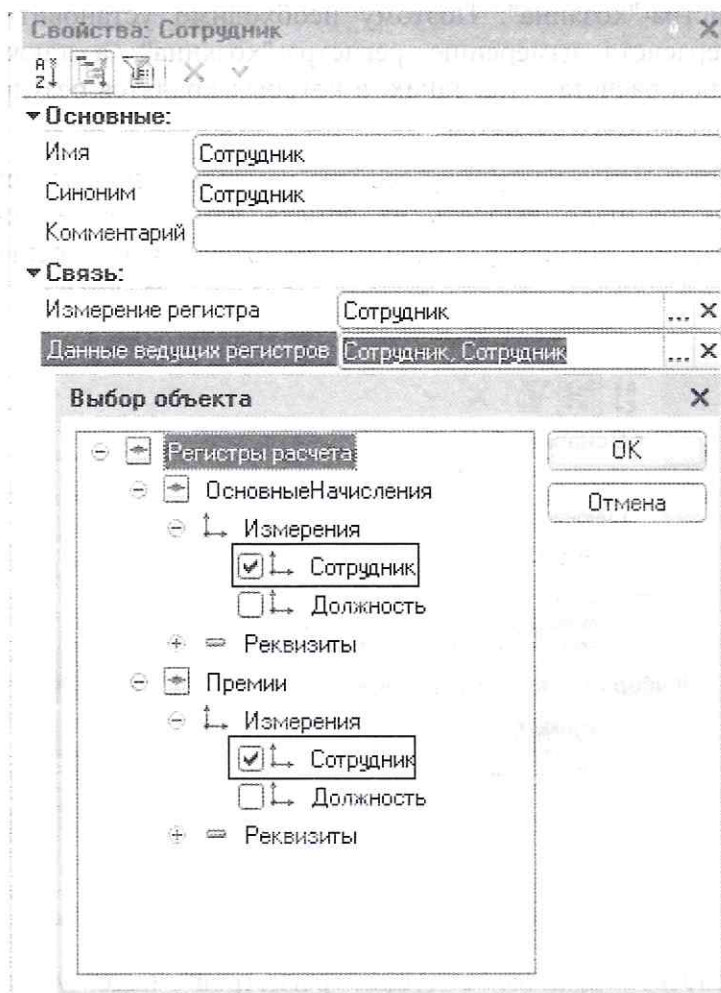 Свойства: Сотрудник
Основные:
Имя Сотрудник
Синоним Сотрудник
Комментарий
Связь:
Измерение регистра Сотрудник ...
Данные ведущих регистров Сотрудник, Сотрудник ...
Выбор объекта
Регистры расчета
ОК
ОсновныеНачисления
Отмена
Измерения
Сотрудник
Должность
Реквизиты
Премии
Измерения
Сотрудник
Должность
Реквизиты